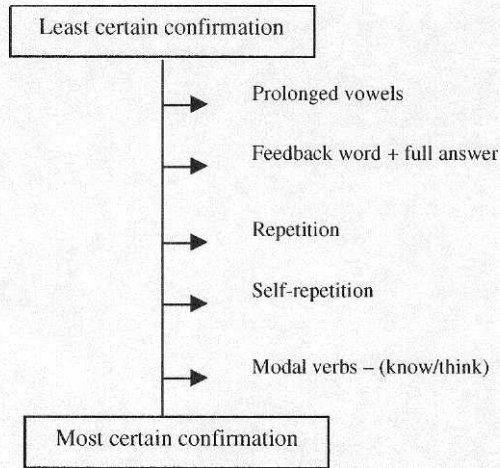 Least certain confirmation
Prolonged vowels
Feedback word + full answer
Repetition
Self-repetition
Modal verbs – (know/think)
Most certain confirmation